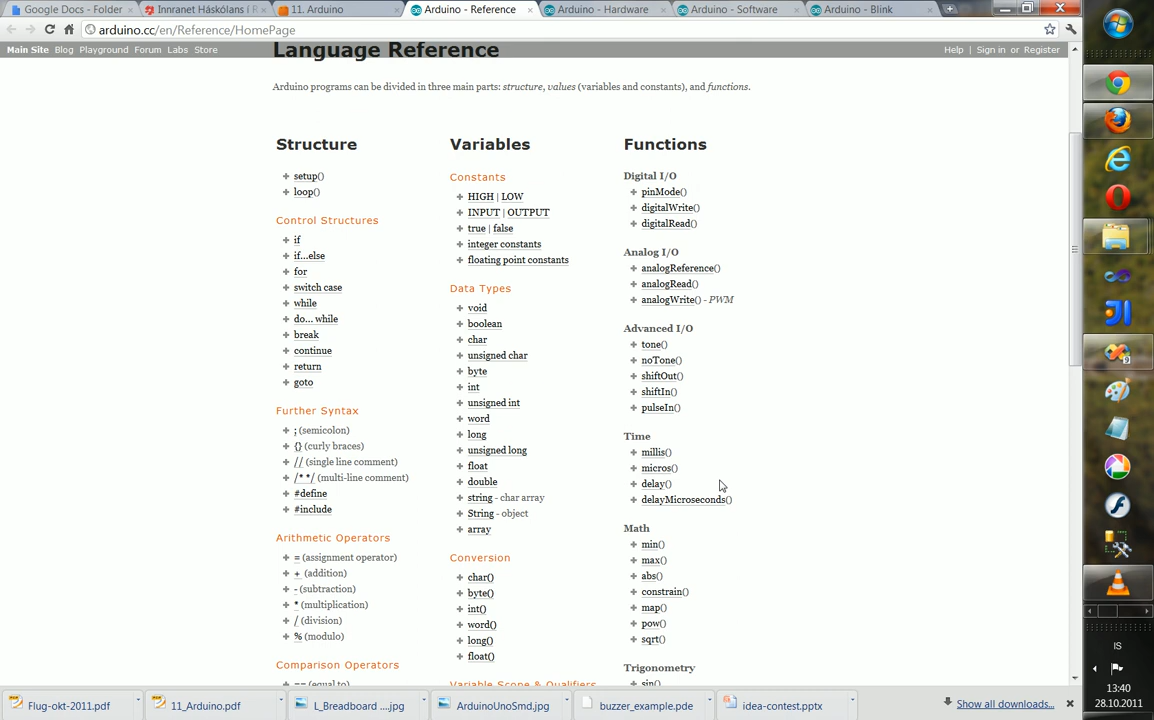 Google Docs - Folder
Innranet Háskólans í R
11. Arduino
Arduino - Reference
Arduino - Hardware
Arduino - Software
Arduino - Blink
arduino.cc/en/Reference/HomePage
Main Site Blog Playground Forum Labs Store
Help | Sign in or Register
Language Reference
Arduino programs can be divided in three main parts: structure, values (variables and constants), and functions.
Structure
setup()
loop()
Control Structures
if
if...else
for
switch case
while
do... while
break
continue
return
goto
Further Syntax
; (semicolon)
{} (curly braces)
// (single line comment)
/* */ (multi-line comment)
#define
#include
Arithmetic Operators
= (assignment operator)
+ (addition)
- (subtraction)
* (multiplication)
/ (division)
% (modulo)
Comparison Operators
== (equal to)
Variables
Constants
HIGH | LOW
INPUT | OUTPUT
true | false
integer constants
floating point constants
Data Types
void
boolean
char
unsigned char
byte
int
unsigned int
word
long
unsigned long
float
double
string - char array
String - object
array
Conversion
char()
byte()
int()
word()
long()
float()
Variable Scope & Qualifiers
Functions
Digital I/O
pinMode()
digitalWrite()
digitalRead()
Analog I/O
analogReference()
analogRead()
analogWrite() - PWM
Advanced I/O
tone()
noTone()
shiftOut()
shiftIn()
pulseIn()
Time
millis()
micros()
delay()
delayMicroseconds()
Math
min()
max()
abs()
constrain()
map()
pow()
sqrt()
Trigonometry
sin()
IS
13:40
28.10.2011
Flug-okt-2011.pdf
11_Arduino.pdf
L_Breadboard ....jpg
ArduinoUnoSmd.jpg
buzzer_example.pde
idea-contest.pptx
Show all downloads...